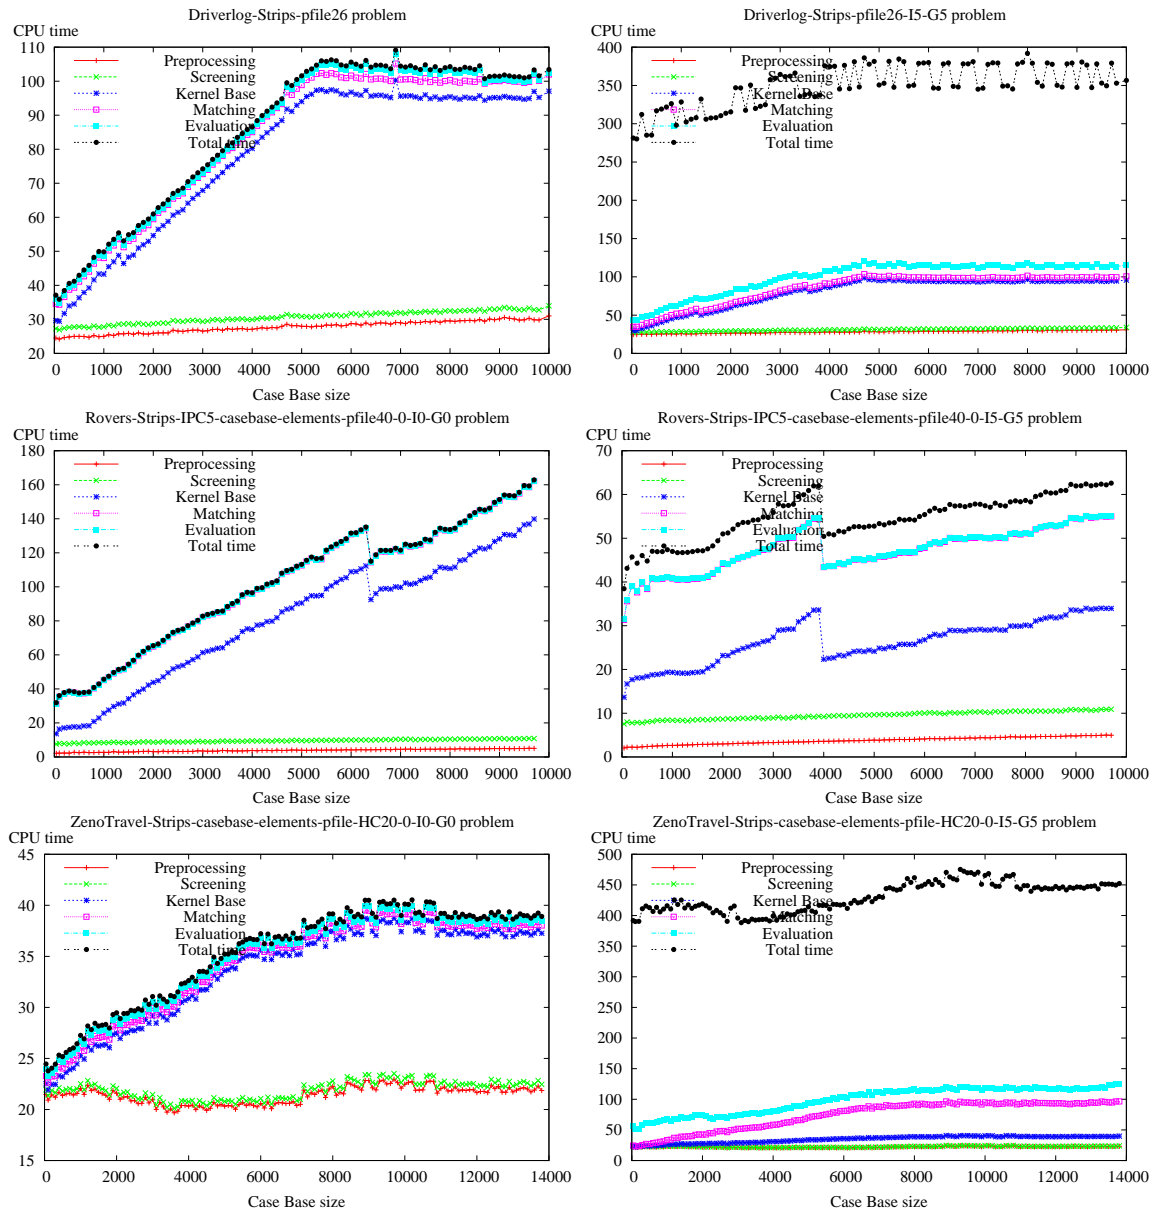 Driverlog-Strips-pfile26 problem
CPU time
110
100
90
80
70
60
50
40
30
20
Preprocessing
Screening
Kernel Base
Matching
Evaluation
Total time
0 1000 2000 3000 4000 5000 6000 7000 8000 9000 10000
Case Base size
Driverlog-Strips-pfile26-I5-G5 problem
CPU time
400
350
300
250
200
150
100
50
0
Preprocessing
Screening
Kernel Base
Matching
Evaluation
Total time
0 1000 2000 3000 4000 5000 6000 7000 8000 9000 10000
Case Base size
Rovers-Strips-IPC5-casebase-elements-pfile40-0-I0-G0 problem
CPU time
180
160
140
120
100
80
60
40
20
0
Preprocessing
Screening
Kernel Base
Matching
Evaluation
Total time
0 1000 2000 3000 4000 5000 6000 7000 8000 9000 10000
Case Base size
Rovers-Strips-IPC5-casebase-elements-pfile40-0-I5-G5 problem
CPU time
70
60
50
40
30
20
10
0
Preprocessing
Screening
Kernel Base
Matching
Evaluation
Total time
0 1000 2000 3000 4000 5000 6000 7000 8000 9000 10000
Case Base size
ZenoTravel-Strips-casebase-elements-pfile-HC20-0-I0-G0 problem
CPU time
45
40
35
30
25
20
15
Preprocessing
Screening
Kernel Base
Matching
Evaluation
Total time
0 2000 4000 6000 8000 10000 12000 14000
Case Base size
ZenoTravel-Strips-casebase-elements-pfile-HC20-0-I5-G5 problem
CPU time
500
450
400
350
300
250
200
150
100
50
0
Preprocessing
Screening
Kernel Base
Matching
Evaluation
Total time
0 2000 4000 6000 8000 10000 12000 14000
Case Base size